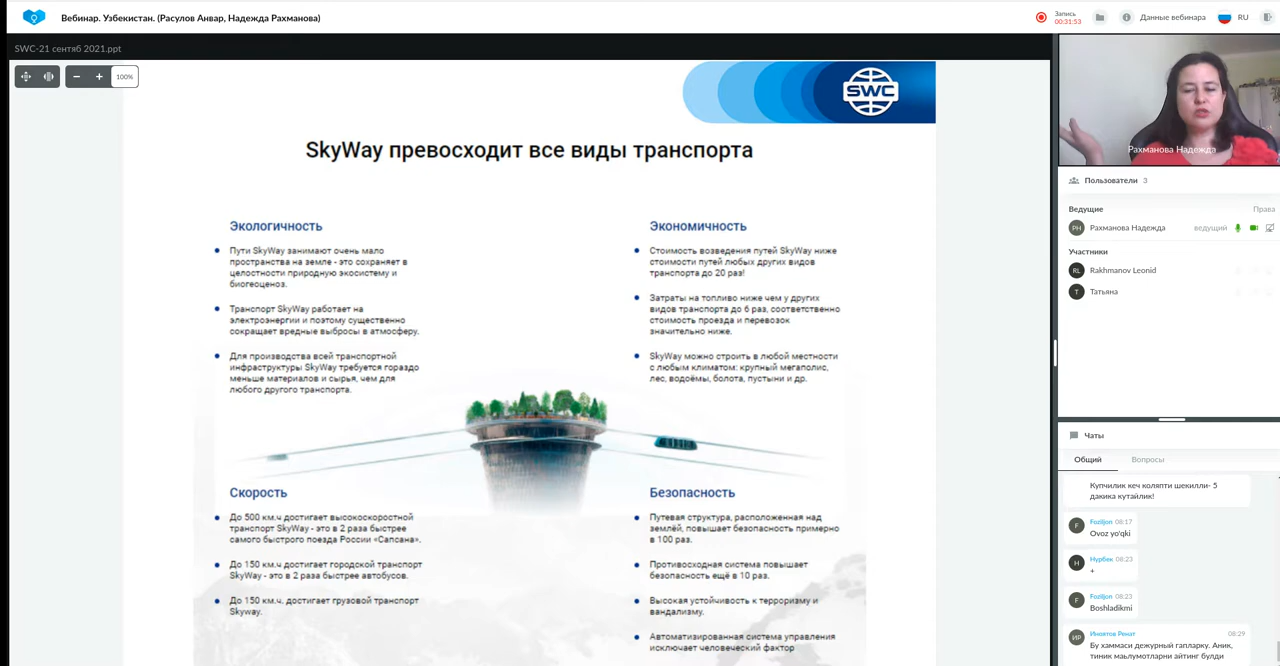 Вебинар. Узбекистан. (Расулов Анвар, Надежда Рахманова)
Запись
00:31:53
Данные вебинара
RU
SWC-21 сентяб 2021.ppt
100%
SWC
SkyWay превосходит все виды транспорта
Экологичность
Пути SkyWay занимают очень мало
пространства на земле - это сохраняет в
целостности природную экосистему и
биогеоценоз.
Транспорт SkyWay работает на
электроэнергии и поэтому существенно
сокращает вредные выбросы в атмосферу.
Для производства всей транспортной
инфраструктуры SkyWay требуется гораздо
меньше материалов и сырья, чем для
любого другого транспорта.
Экономичность
Стоимость возведения путей SkyWay ниже
стоимости путей любых других видов
транспорта до 20 раз!
Затраты на топливо ниже чем у других
видов транспорта до 6 раз, соответственно
стоимость проезда и перевозок
значительно ниже.
SkyWay можно строить в любой местности
с любым климатом: крупный мегаполис,
лес, водоёмы, болота, пустыни и др.
Скорость
До 500 км.ч достигает высокоскоростной
транспорт SkyWay - это в 2 раза быстрее
самого быстрого поезда России «Сапсана».
До 150 км.ч достигает городской транспорт
SkyWay - это в 2 раза быстрее автобусов.
До 150 км.ч. достигает грузовой транспорт
Skyway.
Безопасность
Путевая структура, расположенная над
землёй, повышает безопасность примерно
в 100 раз.
Противосходная система повышает
безопасность ещё в 10 раз.
Высокая устойчивость к терроризму и
вандализму.
Автоматизированная система управления
исключает человеческий фактор
Рахманова Надежда
Пользователи 3
Ведущие
Права
РН Рахманова Надежда ведущий
Участники
RL Rakhmanov Leonid
Т Татьяна
Чаты
Общий Вопросы
Купчилик кеч коляпти шекилли- 5
дакика кутайлик!
F Foziljon 08:17
Ovoz yo'qki
Н Нурбек 08:23
+
F Foziljon 08:23
Boshladikmi
ИР Иноятов Ренат 08:29
Бу хаммаси дежурный гапларку. Аник,
тиник маьлумотларни айтинг булди